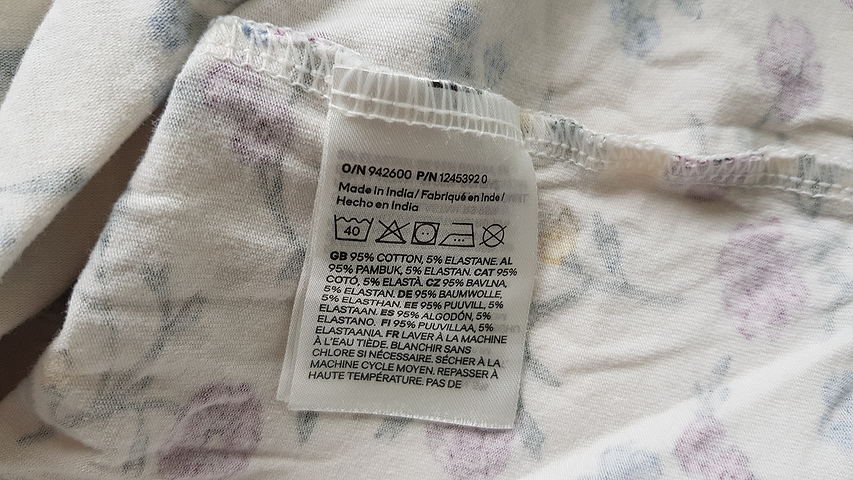 O/N 942600 P/N 1245392 0
Made in India/ Fabriqué en Inde/
Hecho en India
40
GB 95% COTTON, 5% ELASTANE. AL
95% PAMBUK, 5% ELASTAN. CAT 95%
COTÓ, 5% ELASTÀ. CZ 95% BAVLNA,
5% ELASTAN. DE 95% BAUMWOLLE,
5% ELASTHAN. EE 95% PUUVILL, 5%
ELASTAAN. ES 95% ALGODÓN, 5%
ELASTANO. FI 95% PUUVILLAA, 5%
ELASTAANIA. FR LAVER À LA MACHINE
À L'EAU TIÈDE. BLANCHIR SANS
CHLORE SI NÉCESSAIRE. SÉCHER À LA
MACHINE CYCLE MOYEN. REPASSER À
HAUTE TEMPÉRATURE. PAS DE